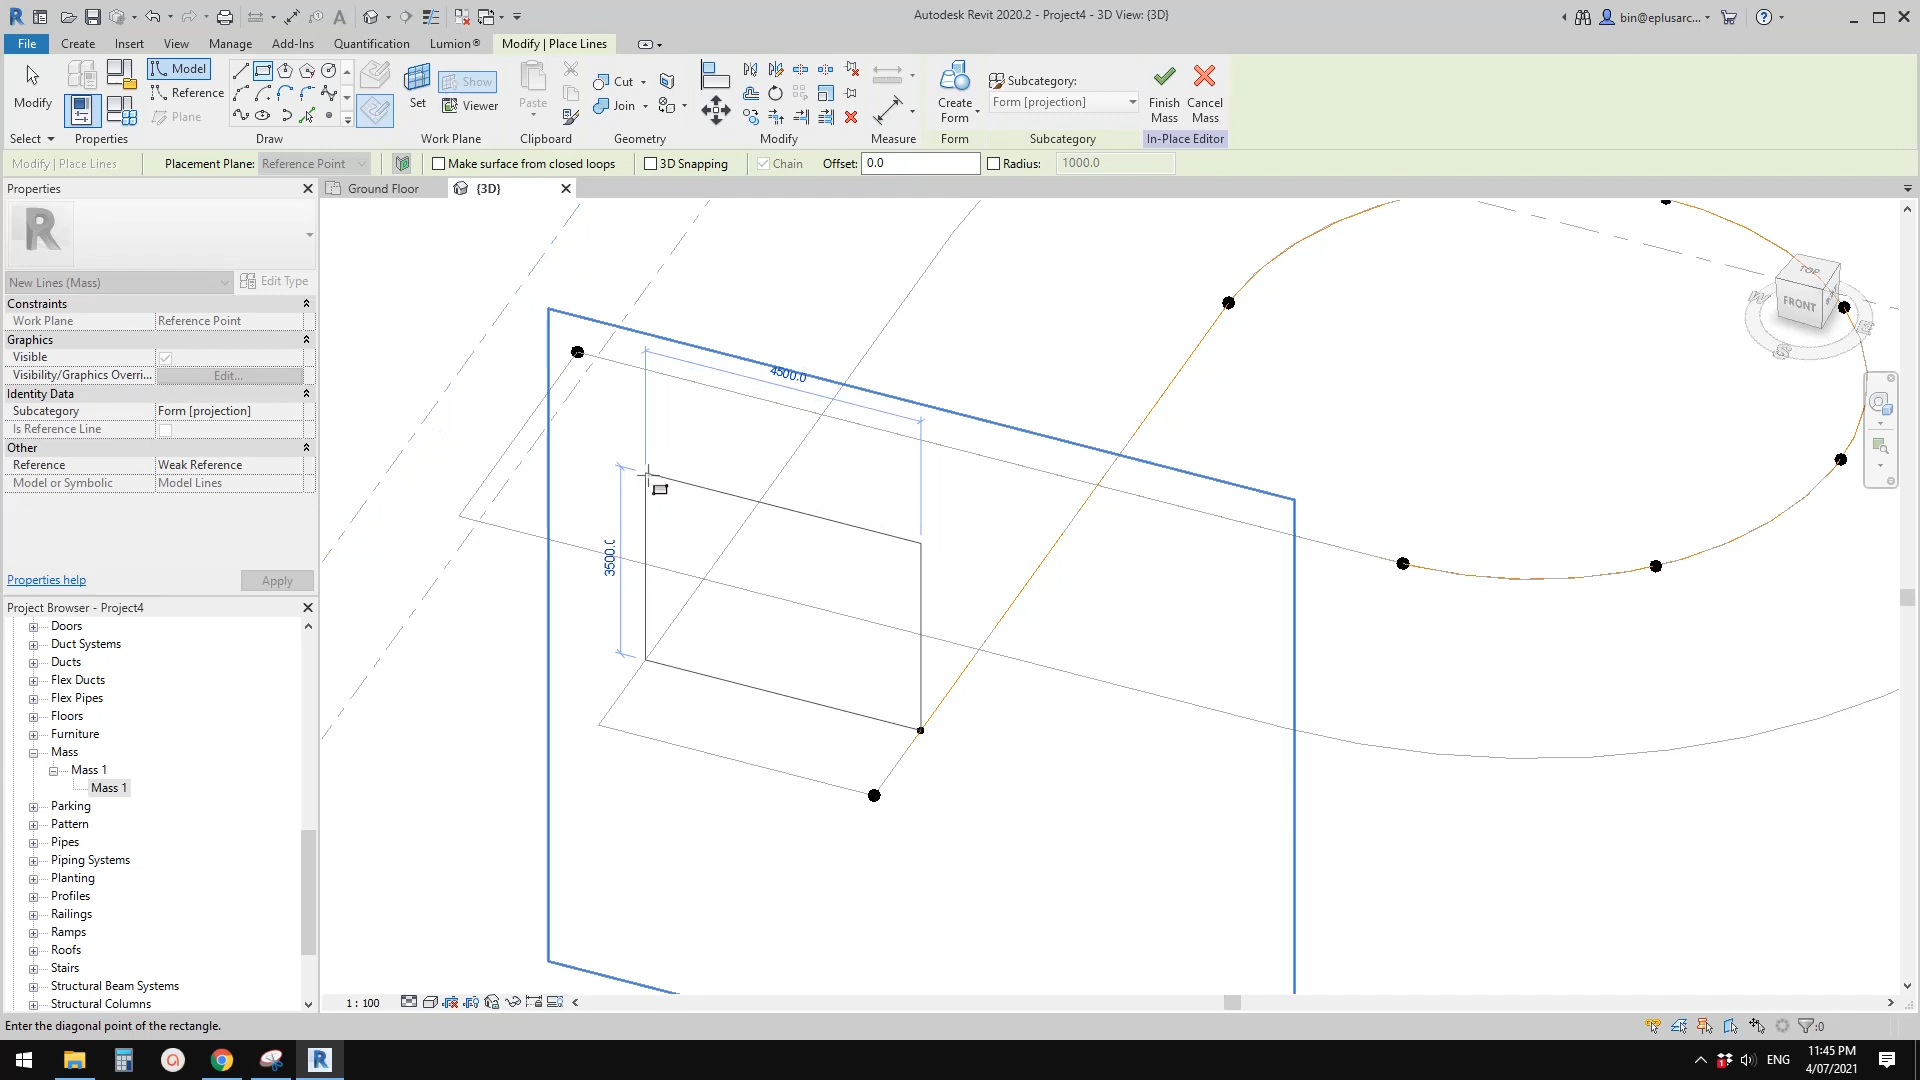 Autodesk Revit 2020.2 - Project4 - 3D View: {3D}
bin@eplusarc...
File
Create
Insert
View
Manage
Add-Ins
Quantification
Lumion®
Modify | Place Lines
Modify
Model
Reference
Plane
Set
Show
Viewer
Paste
Cut
Join
Create
Form
Subcategory:
Form [projection]
Finish
Mass
Cancel
Mass
Select
Properties
Draw
Work Plane
Clipboard
Geometry
Modify
Measure
Form
Subcategory
In-Place Editor
Modify | Place Lines
Placement Plane: Reference Point
Make surface from closed loops
3D Snapping
Chain
Offset: 0.0
Radius: 1000.0
Properties
Ground Floor
{3D}
R
New Lines (Mass)
Edit Type
Constraints
Work Plane Reference Point
Graphics
Visible
Visibility/Graphics Overri... Edit...
Identity Data
Subcategory Form [projection]
Is Reference Line
Other
Reference Weak Reference
Model or Symbolic Model Lines
Properties help
Apply
Project Browser - Project4
Doors
Duct Systems
Ducts
Flex Ducts
Flex Pipes
Floors
Furniture
Mass
Mass 1
Mass 1
Parking
Pattern
Pipes
Piping Systems
Planting
Profiles
Railings
Ramps
Roofs
Stairs
Structural Beam Systems
Structural Columns
4500.0
3500.0
TOP
FRONT
W
S
E
1 : 100
Enter the diagonal point of the rectangle.
:0
ENG
11:45 PM
4/07/2021